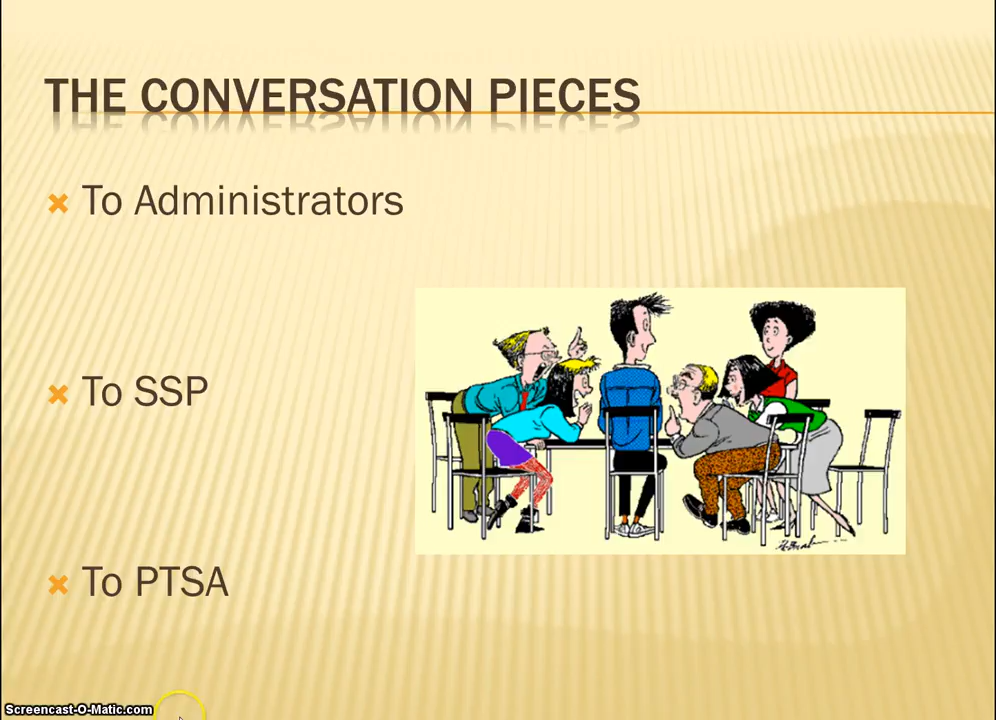 THE CONVERSATION PIECES
To Administrators
To SSP
To PTSA
Screencast-O-Matic.com